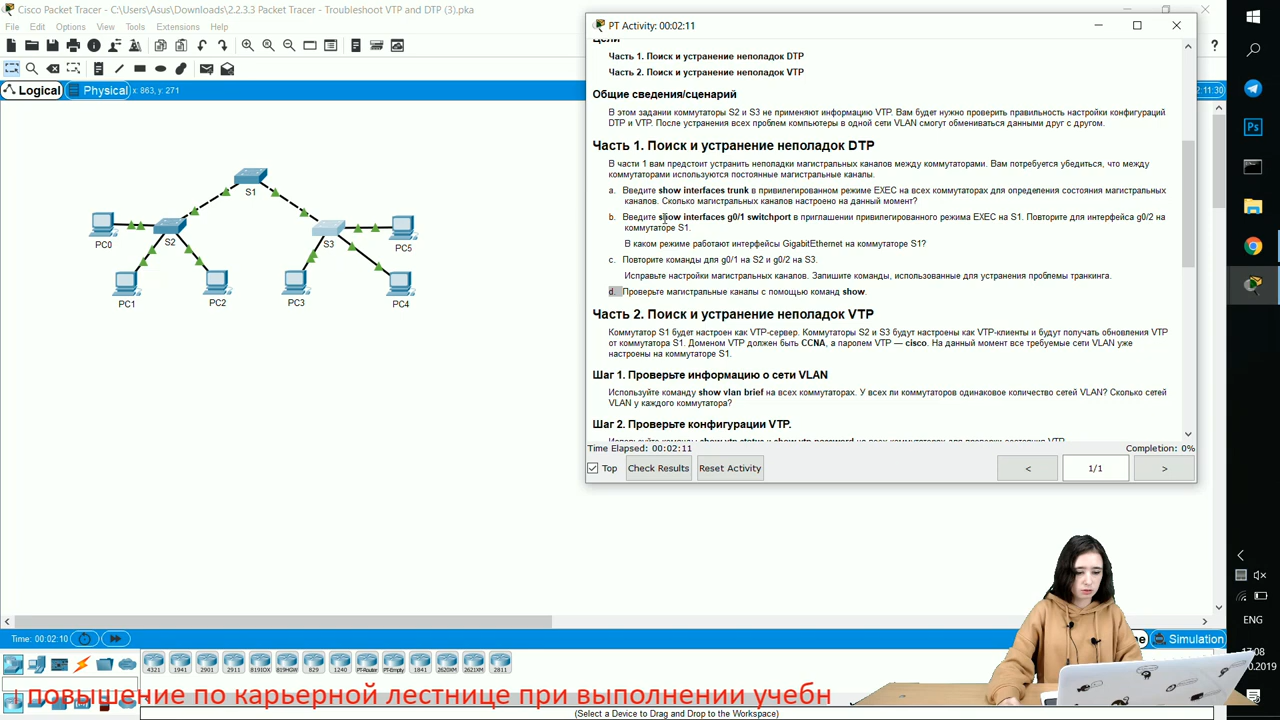 Cisco Packet Tracer - C:\Users\Asus\Downloads\2.2.3.3 Packet Tracer - Troubleshoot VTP and DTP (3).pka
File Edit Options View Tools Extensions Help
Logical Physical x: 863, y: 271
S1
PC0
S2
S3
PC5
PC1
PC2
PC3
PC4
PT Activity: 00:02:11
Цели
Часть 1. Поиск и устранение неполадок DTP
Часть 2. Поиск и устранение неполадок VTP
Общие сведения/сценарий
В этом задании коммутаторы S2 и S3 не применяют информацию VTP. Вам будет нужно проверить правильность настройки конфигураций
DTP и VTP. После устранения всех проблем компьютеры в одной сети VLAN смогут обмениваться данными друг с другом.
Часть 1. Поиск и устранение неполадок DTP
В части 1 вам предстоит устранить неполадки магистральных каналов между коммутаторами. Вам потребуется убедиться, что между
коммутаторами используются постоянные магистральные каналы.
a. Введите show interfaces trunk в привилегированном режиме EXEC на всех коммутаторах для определения состояния магистральных
каналов. Сколько магистральных каналов настроено на данный момент?
b. Введите show interfaces g0/1 switchport в приглашении привилегированного режима EXEC на S1. Повторите для интерфейса g0/2 на
коммутаторе S1.
В каком режиме работают интерфейсы GigabitEthernet на коммутаторе S1?
c. Повторите команды для g0/1 на S2 и g0/2 на S3.
Исправьте настройки магистральных каналов. Запишите команды, использованные для устранения проблемы транкинга.
d. Проверьте магистральные каналы с помощью команд show.
Часть 2. Поиск и устранение неполадок VTP
Коммутатор S1 будет настроен как VTP-сервер. Коммутаторы S2 и S3 будут настроены как VTP-клиенты и будут получать обновления VTP
от коммутатора S1. Доменом VTP должен быть CCNA, а паролем VTP — cisco. На данный момент все требуемые сети VLAN уже
настроены на коммутаторе S1.
Шаг 1. Проверьте информацию о сети VLAN
Используйте команду show vlan brief на всех коммутаторах. У всех ли коммутаторов одинаковое количество сетей VLAN? Сколько сетей
VLAN у каждого коммутатора?
Шаг 2. Проверьте конфигурации VTP.
Используйте команды show vtp status и show vtp password на всех коммутаторах для проверки состояния VTP.
Time Elapsed: 00:02:11 Completion: 0%
Top Check Results Reset Activity < 1/1 >
Time: 00:02:10
Simulation
4321 1941 2901 2911 819IOX 819HGW 829 1240 PT-Router PT-Empty 1841 2620XM 2621XM 2811
повышение по карьерной лестнице при выполнении учебн
(Select a Device to Drag and Drop to the Workspace)
Ps
ENG